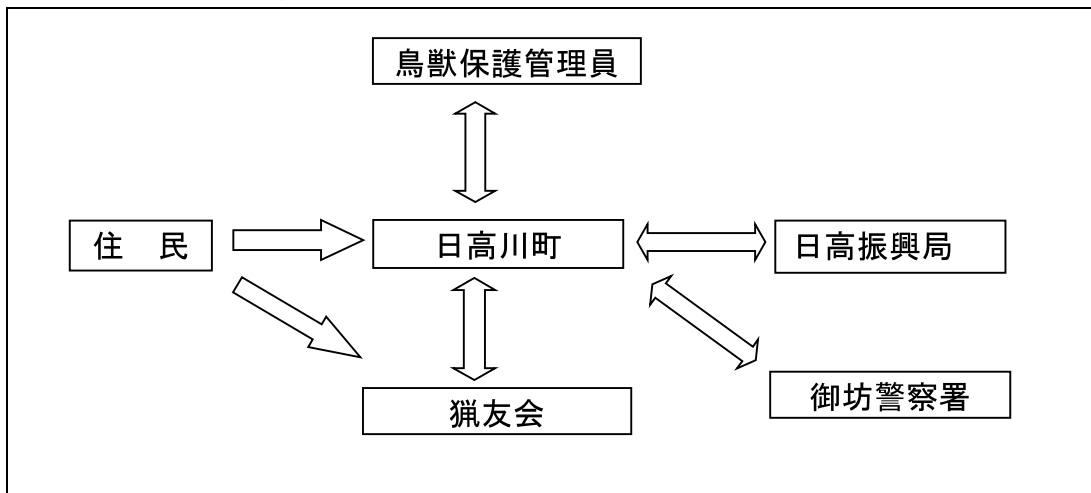 鳥獣保護管理員
住　民
日高川町
日高振興局
猟友会
御坊警察署